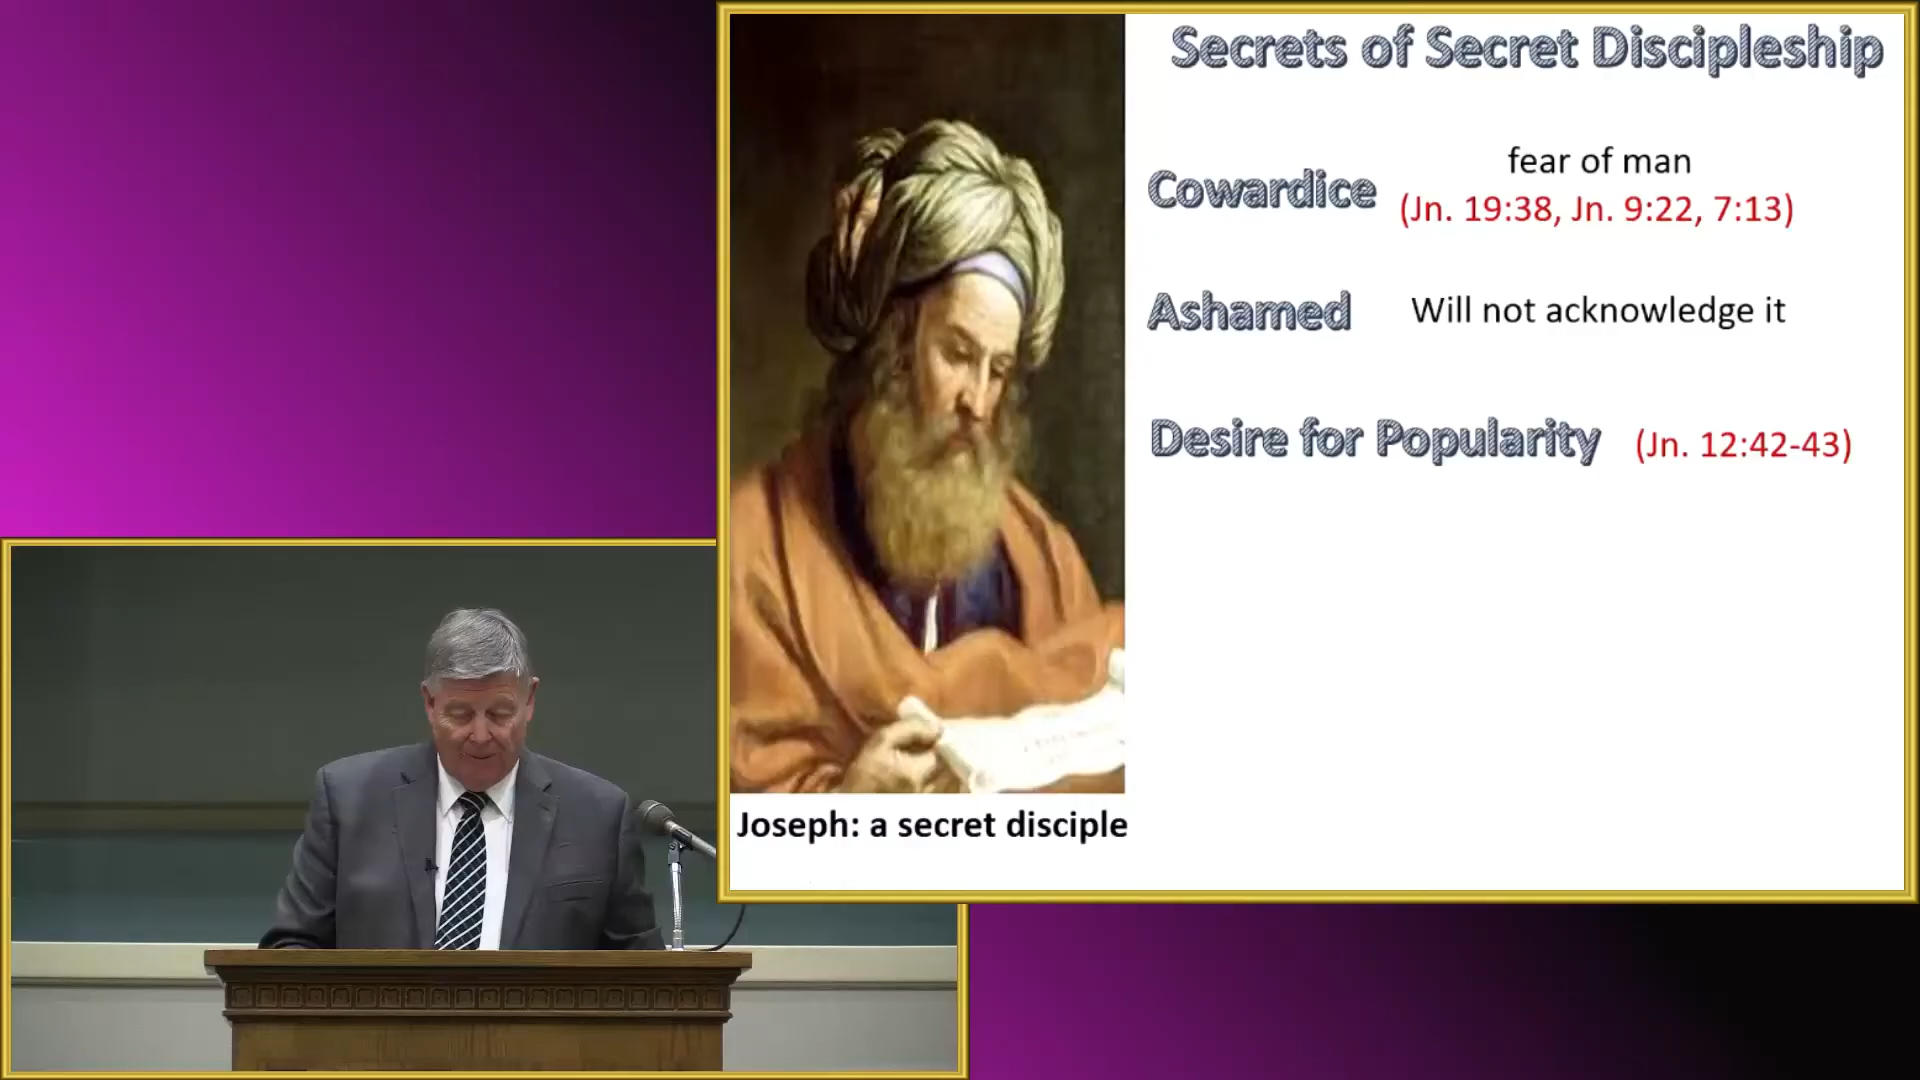 Secrets of Secret Discipleship
Cowardice
fear of man
(Jn. 19:38, Jn. 9:22, 7:13)
Ashamed Will not acknowledge it
Desire for Popularity (Jn. 12:42-43)
Joseph: a secret disciple